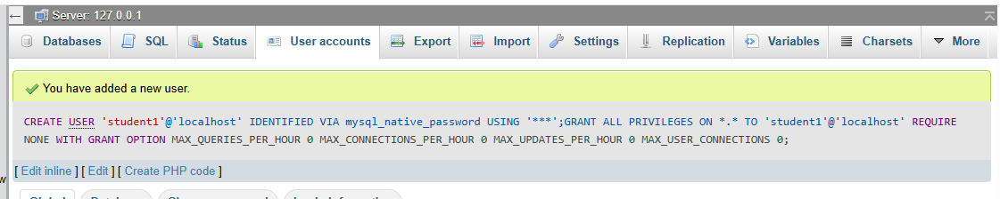 Server: 127.0.0.1
Databases SQL Status User accounts Export Import Settings Replication Variables Charsets More
You have added a new user.
CREATE USER 'student1'@'localhost' IDENTIFIED VIA mysql_native_password USING '***';GRANT ALL PRIVILEGES ON *.* TO 'student1'@'localhost' REQUIRE
NONE WITH GRANT OPTION MAX_QUERIES_PER_HOUR 0 MAX_CONNECTIONS_PER_HOUR 0 MAX_UPDATES_PER_HOUR 0 MAX_USER_CONNECTIONS 0;
[ Edit inline ] [ Edit ] [ Create PHP code ]